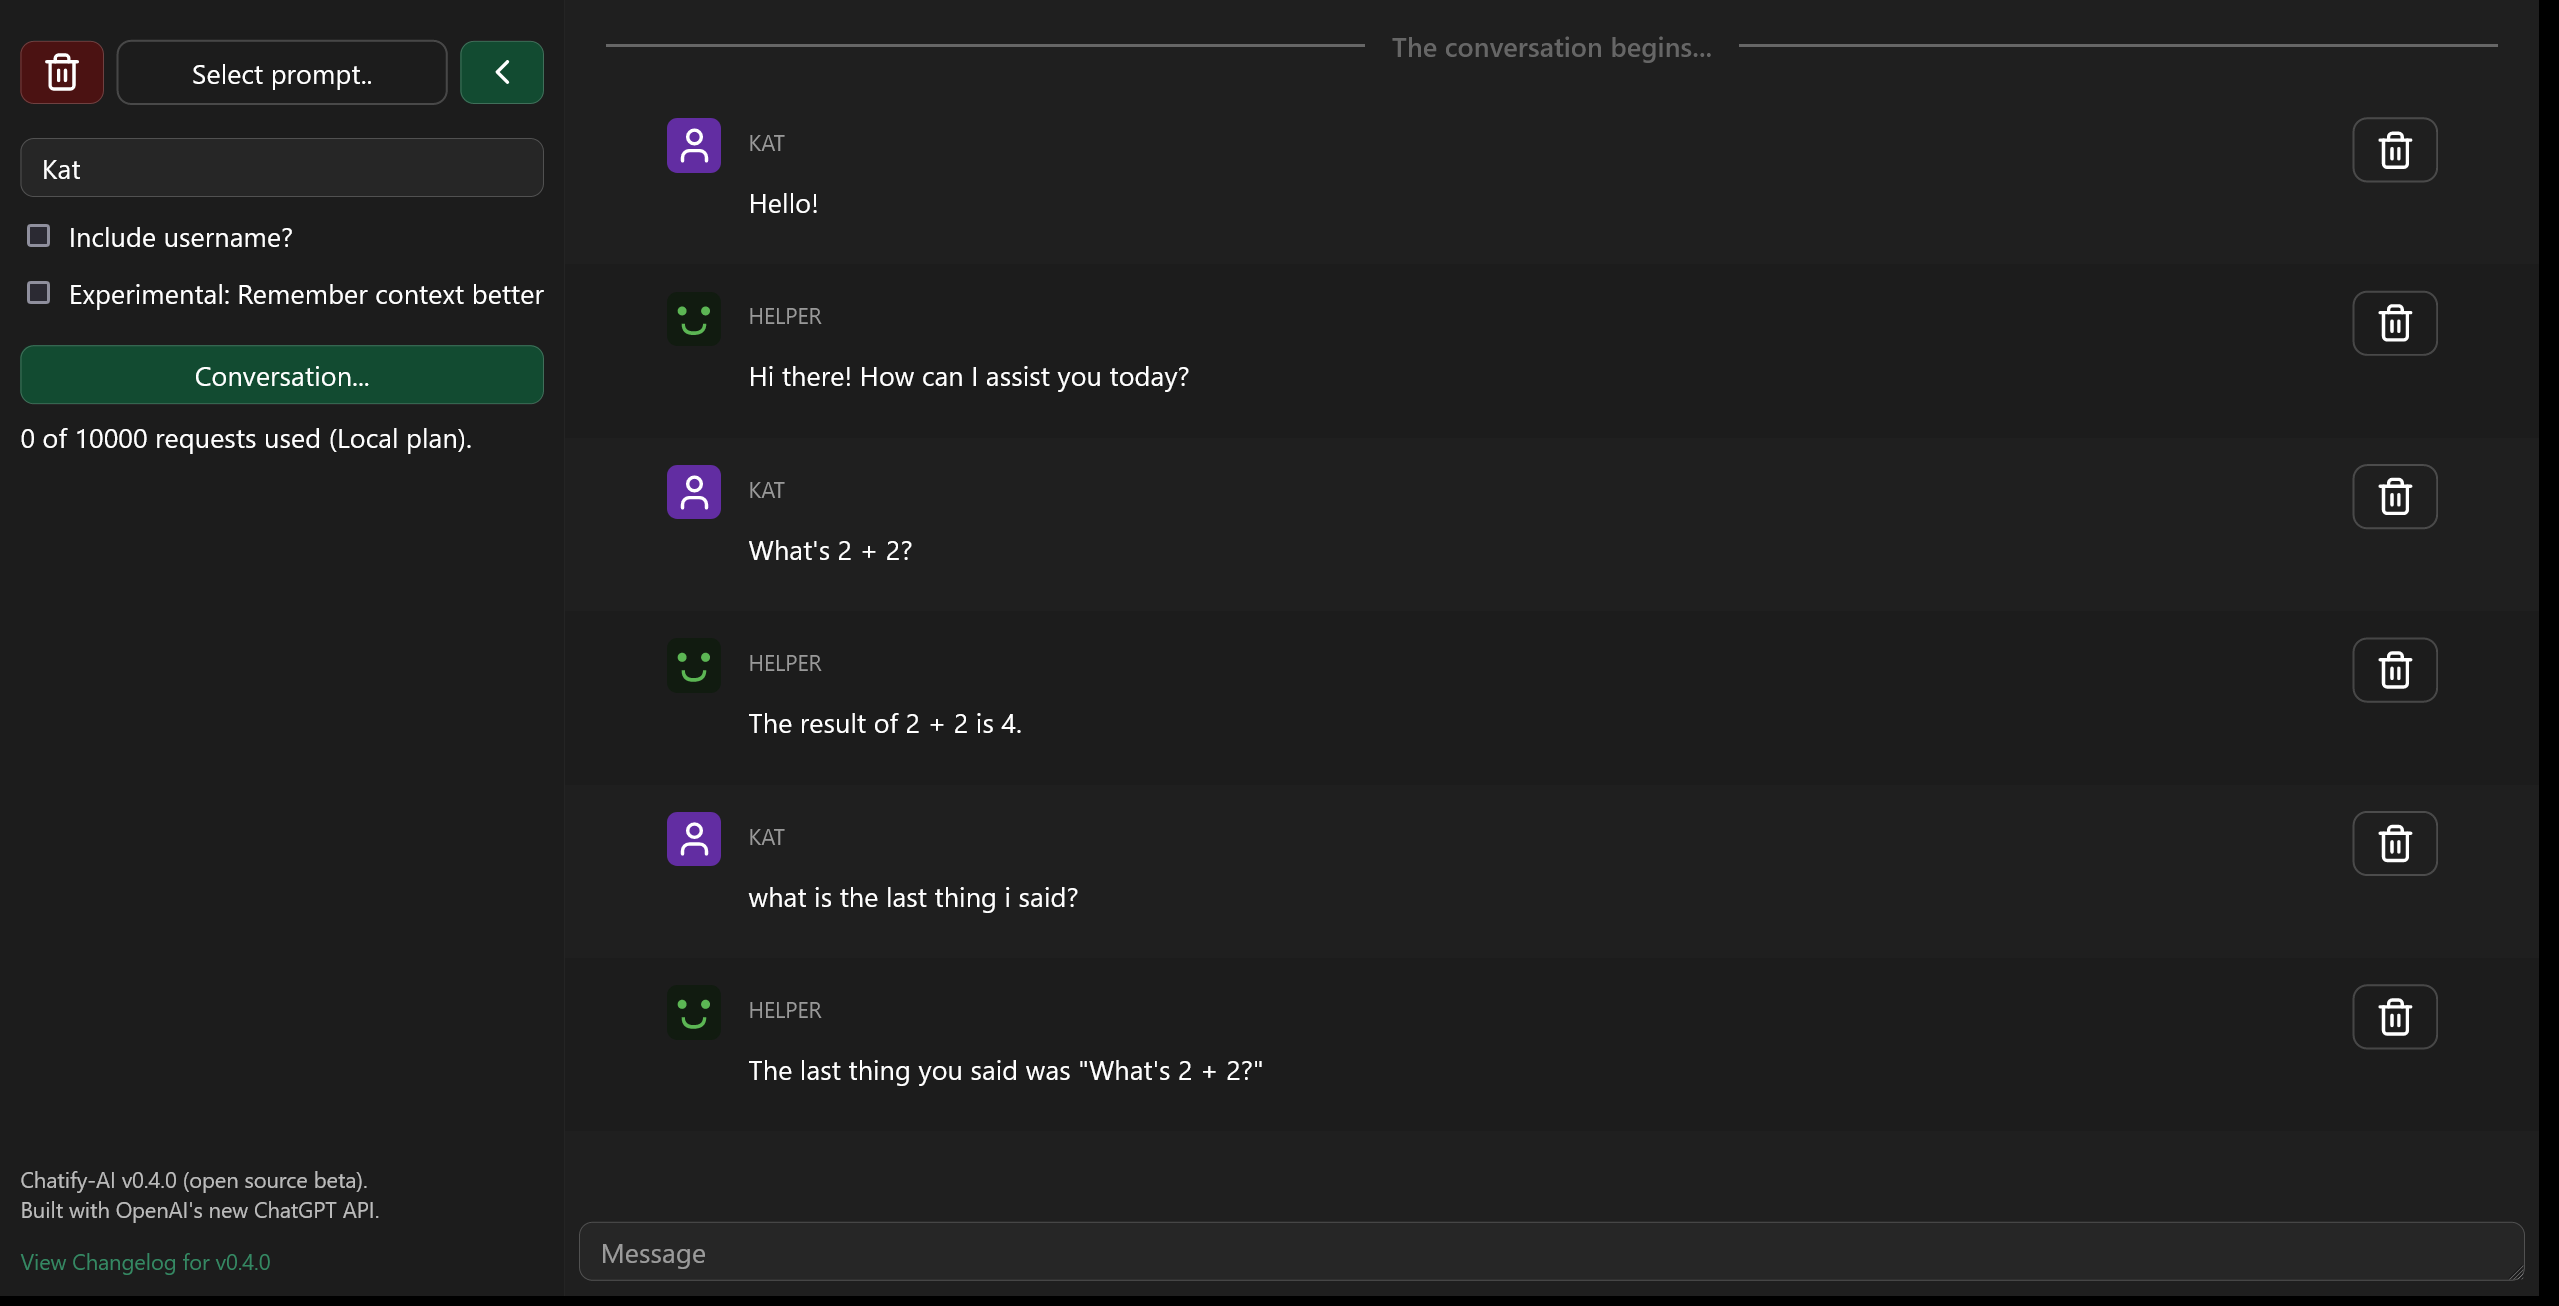 Select prompt..
Kat
Include username?
Experimental: Remember context better
Conversation...
0 of 10000 requests used (Local plan).
Chatify-AI v0.4.0 (open source beta).
Built with OpenAI's new ChatGPT API.
View Changelog for v0.4.0
The conversation begins...
KAT
Hello!
HELPER
Hi there! How can I assist you today?
KAT
What's 2 + 2?
HELPER
The result of 2 + 2 is 4.
KAT
what is the last thing i said?
HELPER
The last thing you said was "What's 2 + 2?"
Message